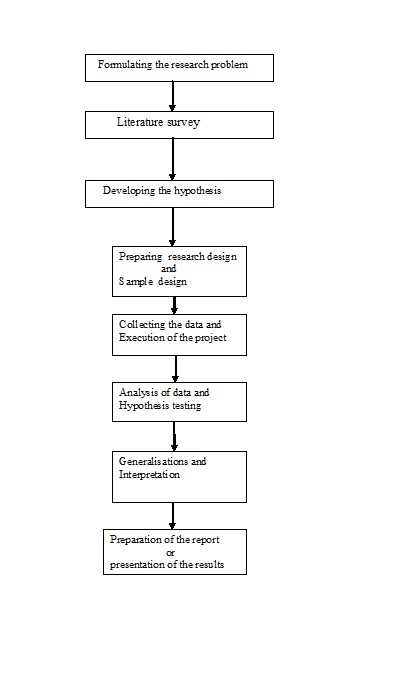 Formulating the research problem
Literature survey
Developing the hypothesis
Preparing research design
and
Sample design
Collecting the data and
Execution of the project
Analysis of data and
Hypothesis testing
Generalisations and
Interpretation
Preparation of the report
or
presentation of the results